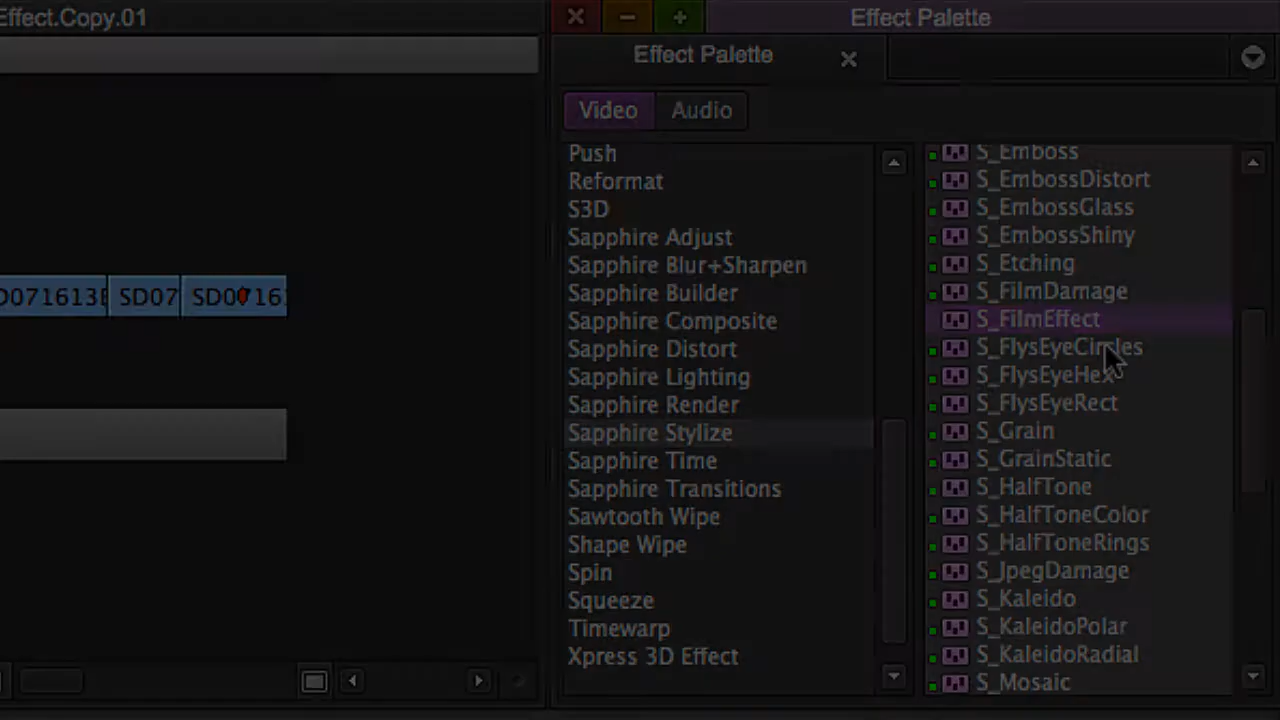 Effect.Copy.01
Effect Palette
Effect Palette
Video Audio
Push
Reformat
S3D
Sapphire Adjust
Sapphire Blur+Sharpen
Sapphire Builder
Sapphire Composite
Sapphire Distort
Sapphire Lighting
Sapphire Render
Sapphire Stylize
Sapphire Time
Sapphire Transitions
Sawtooth Wipe
Shape Wipe
Spin
Squeeze
Timewarp
Xpress 3D Effect
S_Emboss
S_EmbossDistort
S_EmbossGlass
S_EmbossShiny
S_Etching
S_FilmDamage
S_FilmEffect
S_FlysEyeCircles
S_FlysEyeHex
S_FlysEyeRect
S_Grain
S_GrainStatic
S_HalfTone
S_HalfToneColor
S_HalfToneRings
S_JpegDamage
S_Kaleido
S_KaleidoPolar
S_KaleidoRadial
S_Mosaic
SD07